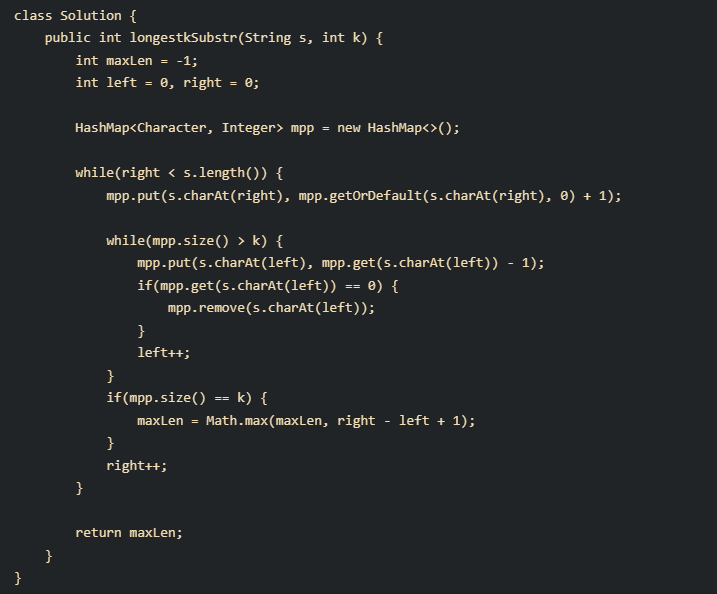 class Solution {
    public int longestkSubstr(String s, int k) {
        int maxLen = -1;
        int left = 0, right = 0;

        HashMap<Character, Integer> mpp = new HashMap<>();

        while(right < s.length()) {
            mpp.put(s.charAt(right), mpp.getOrDefault(s.charAt(right), 0) + 1);

            while(mpp.size() > k) {
                mpp.put(s.charAt(left), mpp.get(s.charAt(left)) - 1);
                if(mpp.get(s.charAt(left)) == 0) {
                    mpp.remove(s.charAt(left));
                }
                left++;
            }
            if(mpp.size() == k) {
                maxLen = Math.max(maxLen, right - left + 1);
            }
            right++;
        }

        return maxLen;
    }
}